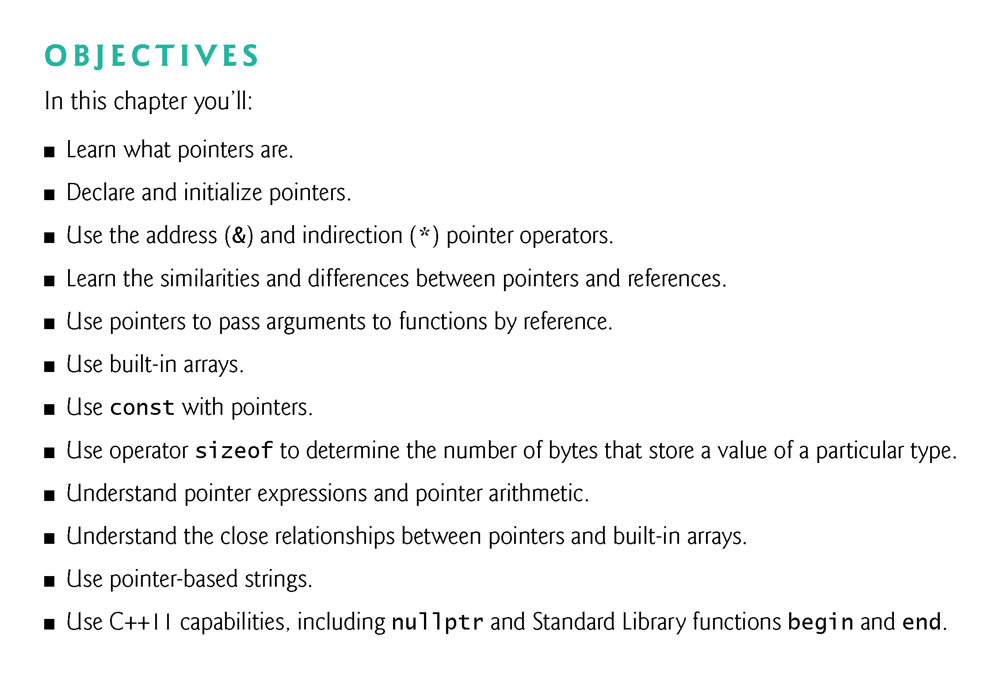 OBJECTIVES
In this chapter you’ll:
■ Learn what pointers are.
■ Declare and initialize pointers.
■ Use the address (&) and indirection (*) pointer operators.
■ Learn the similarities and differences between pointers and references.
■ Use pointers to pass arguments to functions by reference.
■ Use built-in arrays.
■ Use const with pointers.
■ Use operator sizeof to determine the number of bytes that store a value of a particular type.
■ Understand pointer expressions and pointer arithmetic.
■ Understand the close relationships between pointers and built-in arrays.
■ Use pointer-based strings.
■ Use C++11 capabilities, including nullptr and Standard Library functions begin and end.